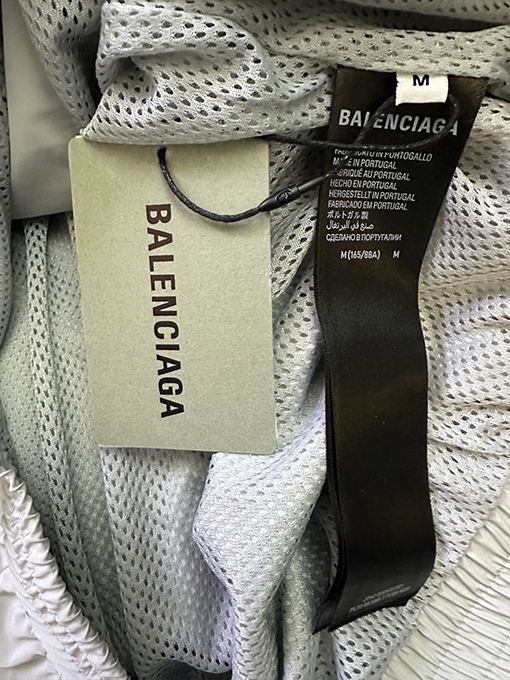 M
BALENCIAGA
FABRICATO IN PORTOGALLO
MADE IN PORTUGAL
FABRIQUÉ AU PORTUGAL
HECHO EN PORTUGAL
HERGESTELLT IN PORTUGAL
FABRICADO EM PORTUGAL
ポルトガル製
صنع في البرتغال
СДЕЛАНО В ПОРТУГАЛИИ
M (165/88A) M
BALENCIAGA